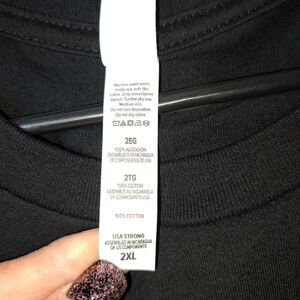 Machine wash warm,
inside out, with like
colors. Only non-chlorine
bleach. Tumble dry low.
Medium iron.
Do not iron decoration.
Do not dry clean.
2EG
100% ALGODON
ENSAMBLADO EN NICARAGUA
DE COMPONENTES DE USA
2TG
100% COTON
ASSEMBLE AU NICARAGUA
DE COMPOSANTS USA
100% COTTON
USA STRONG
ASSEMBLED IN NICARAGUA
OF US COMPONENTS
2XL